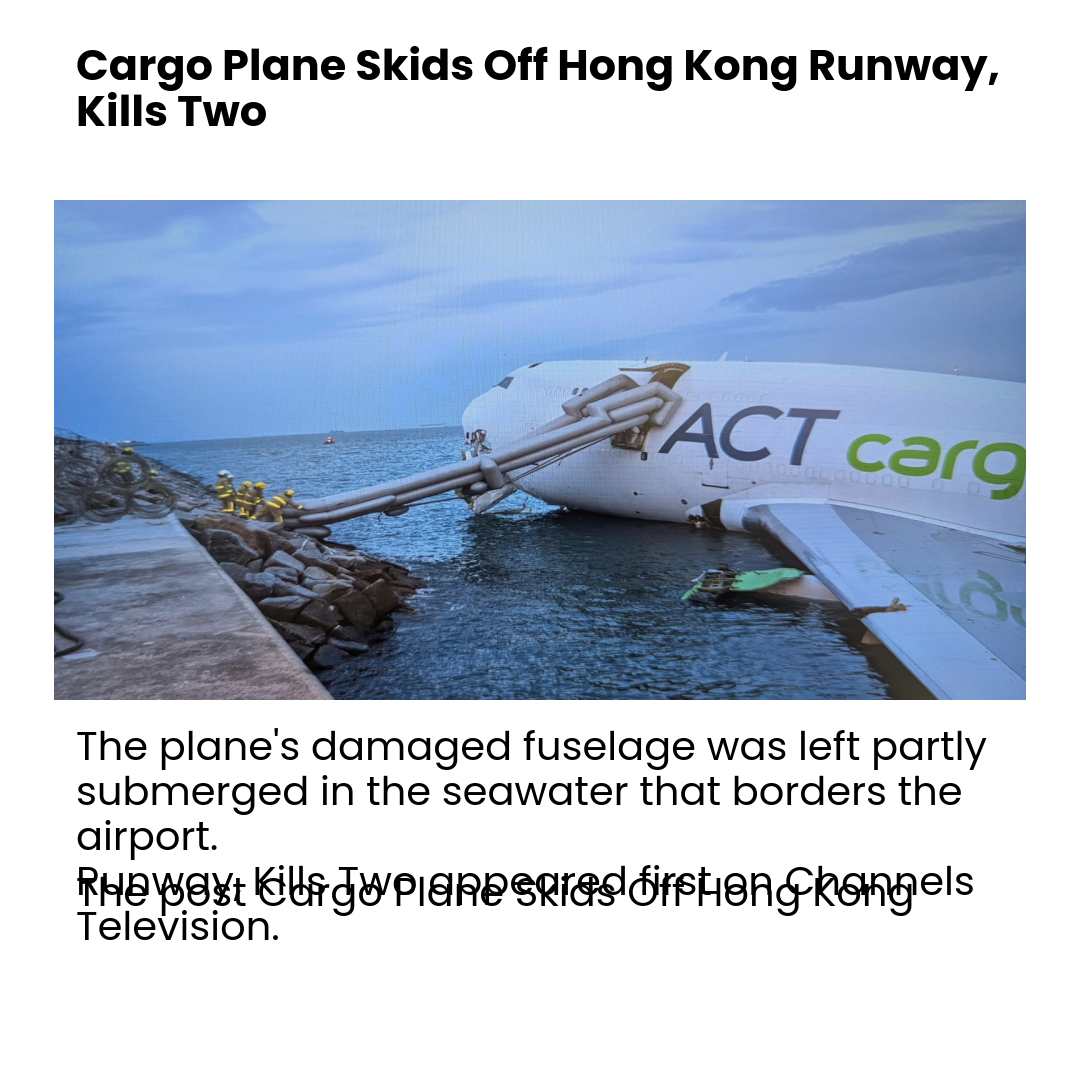 Cargo Plane Skids Off Hong Kong Runway,
Kills Two
ACT carg
The plane's damaged fuselage was left partly
submerged in the seawater that borders the
airport.
The post Cargo Plane Skids Off Hong Kong
Runway, Kills Two appeared first on Channels
Television.